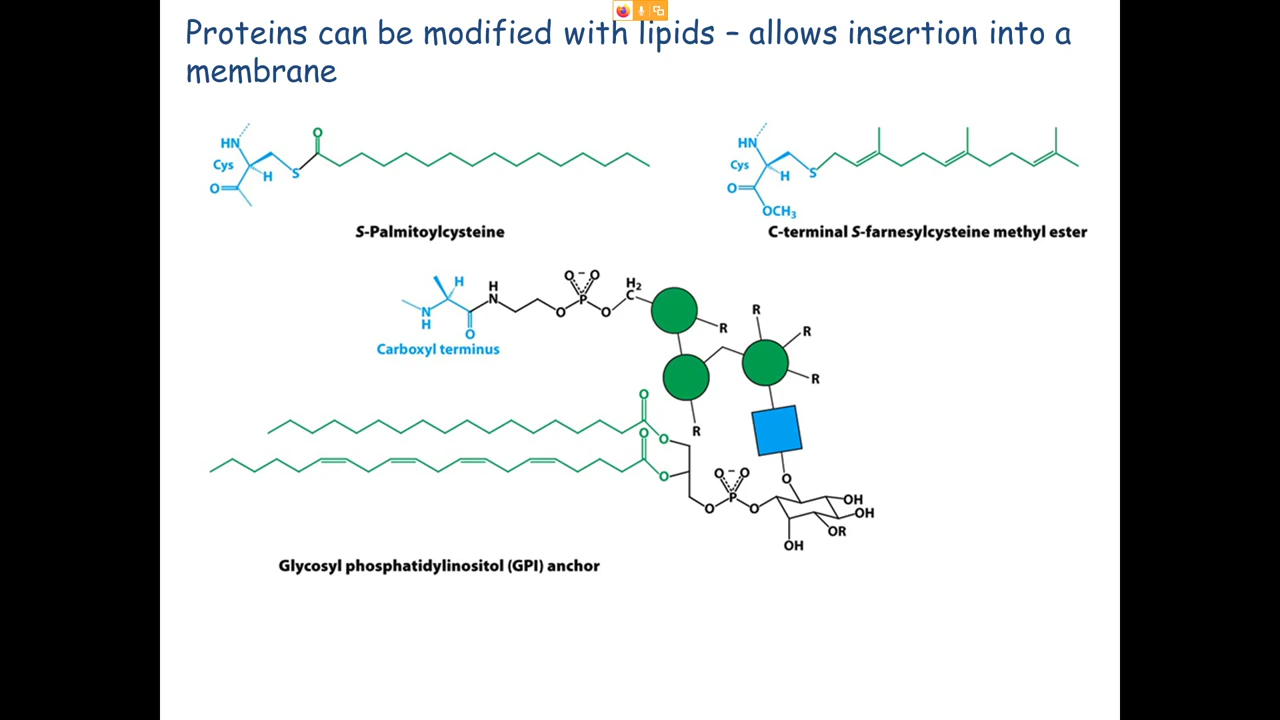 Proteins can be modified with lipids – allows insertion into a
membrane
HN
Cys
H
O
S
O
S-Palmitoylcysteine
HN
Cys
H
O
S
OCH₃
C-terminal S-farnesylcysteine methyl ester
H
N
H
O
Carboxyl terminus
H
N
O
O⁻O
P
O
H₂
C
R
R
R
R
R
O
O
O
O
O
O⁻O
P
O
O
OH
OH
OR
OH
Glycosyl phosphatidylinositol (GPI) anchor